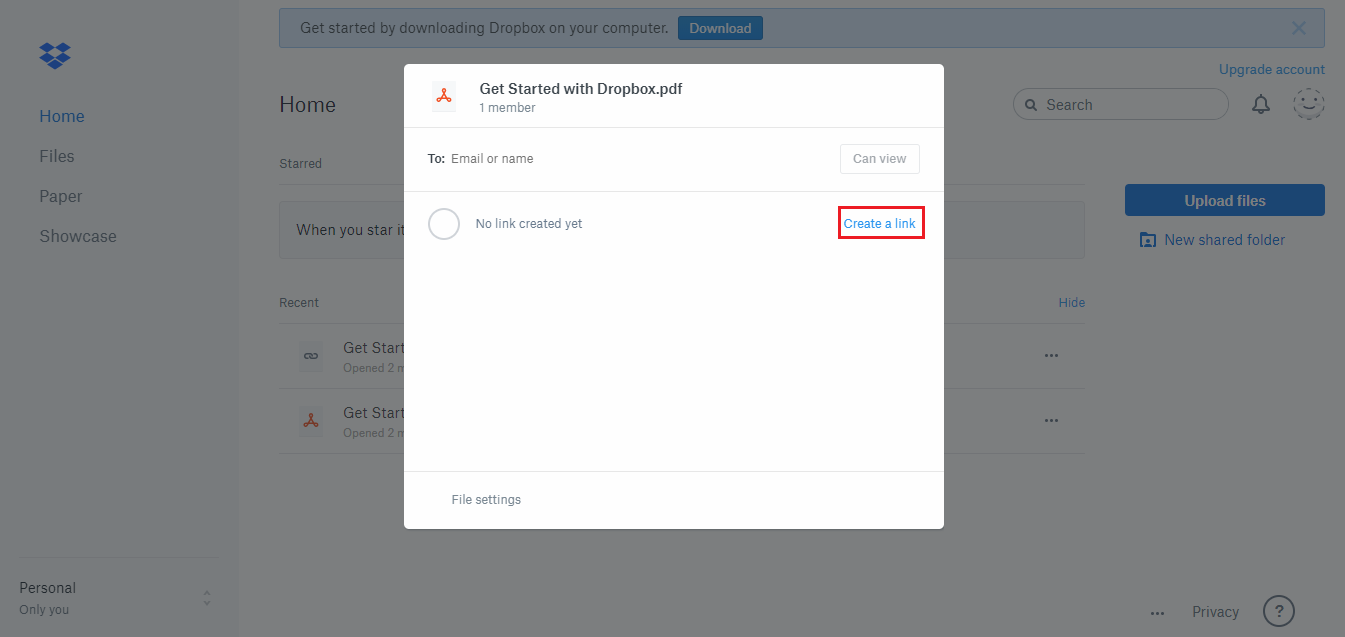 Get started by downloading Dropbox on your computer. Download
Upgrade account
Home
Search
Home
Files
Paper
Showcase
Starred
When you star it
Upload files
New shared folder
Recent
Hide
Get Start
Opened 2 m
Get Start
Opened 2 m
Get Started with Dropbox.pdf
1 member
To: Email or name
Can view
No link created yet
Create a link
File settings
Personal
Only you
Privacy
?